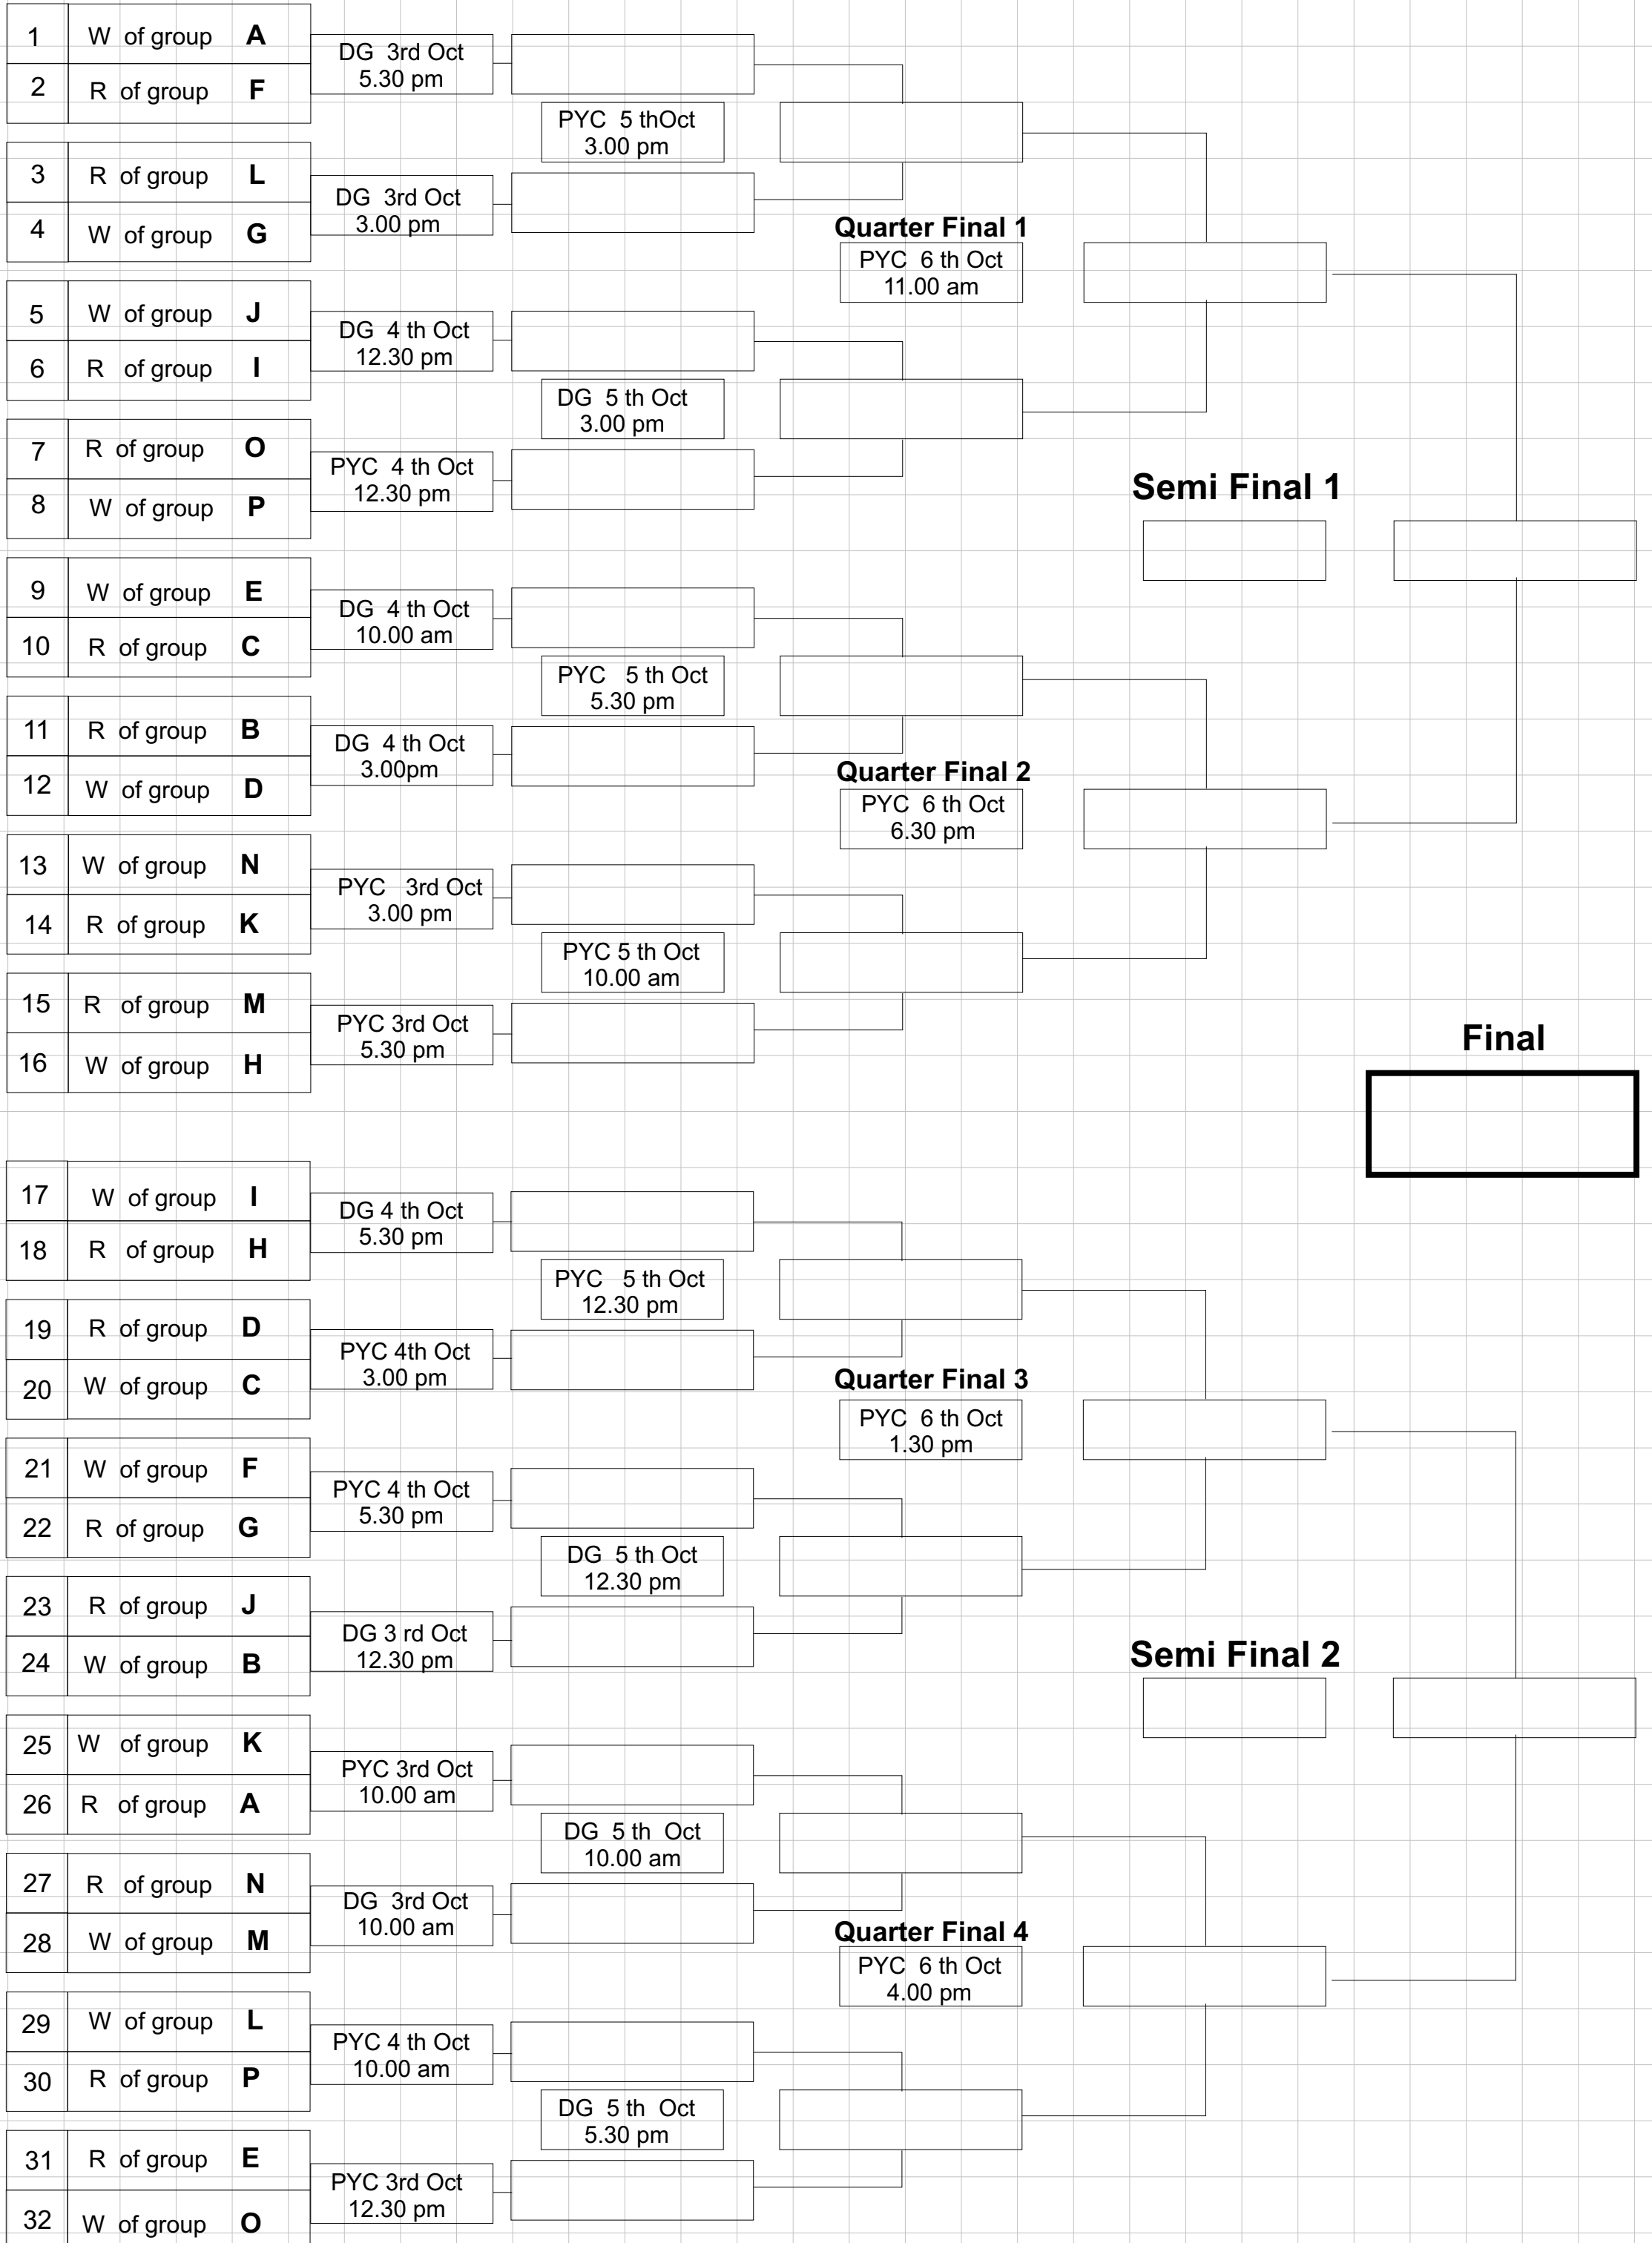 1 W of group A
2 R of group F
DG 3rd Oct
5.30 pm
3 R of group L
4 W of group G
DG 3rd Oct
3.00 pm
PYC 5 thOct
3.00 pm
5 W of group J
6 R of group I
DG 4 th Oct
12.30 pm
7 R of group O
8 W of group P
PYC 4 th Oct
12.30 pm
DG 5 th Oct
3.00 pm
Quarter Final 1
PYC 6 th Oct
11.00 am
9 W of group E
10 R of group C
DG 4 th Oct
10.00 am
11 R of group B
12 W of group D
DG 4 th Oct
3.00pm
PYC 5 th Oct
5.30 pm
13 W of group N
14 R of group K
PYC 3rd Oct
3.00 pm
15 R of group M
16 W of group H
PYC 3rd Oct
5.30 pm
PYC 5 th Oct
10.00 am
Quarter Final 2
PYC 6 th Oct
6.30 pm
Semi Final 1
Final
17 W of group I
18 R of group H
DG 4 th Oct
5.30 pm
19 R of group D
20 W of group C
PYC 4th Oct
3.00 pm
PYC 5 th Oct
12.30 pm
21 W of group F
22 R of group G
PYC 4 th Oct
5.30 pm
23 R of group J
24 W of group B
DG 3 rd Oct
12.30 pm
DG 5 th Oct
12.30 pm
Quarter Final 3
PYC 6 th Oct
1.30 pm
25 W of group K
26 R of group A
PYC 3rd Oct
10.00 am
27 R of group N
28 W of group M
DG 3rd Oct
10.00 am
DG 5 th Oct
10.00 am
29 W of group L
30 R of group P
PYC 4 th Oct
10.00 am
31 R of group E
32 W of group O
PYC 3rd Oct
12.30 pm
DG 5 th Oct
5.30 pm
Quarter Final 4
PYC 6 th Oct
4.00 pm
Semi Final 2